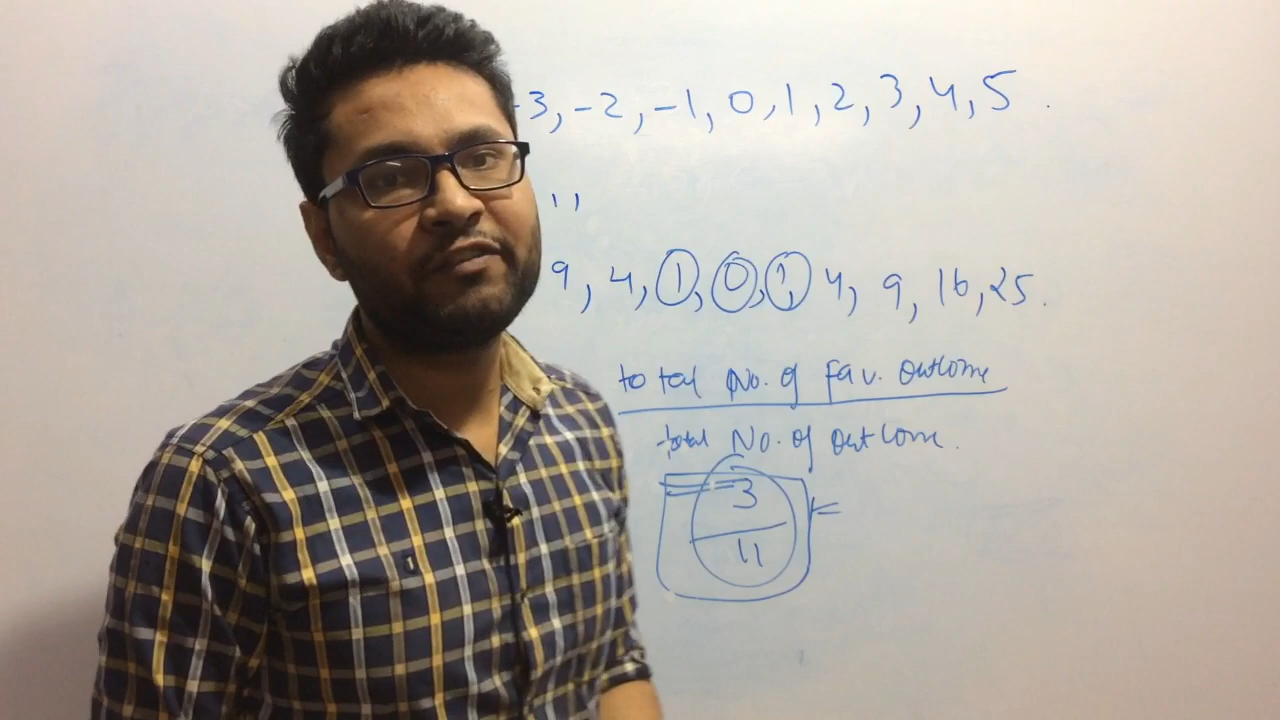 -3, -2, -1, 0, 1, 2, 3, 4, 5.
11
9, 4, 1, 0, 1, 4, 9, 16, 25.
total No. of fav. outcome
total No. of outcome.
3
11